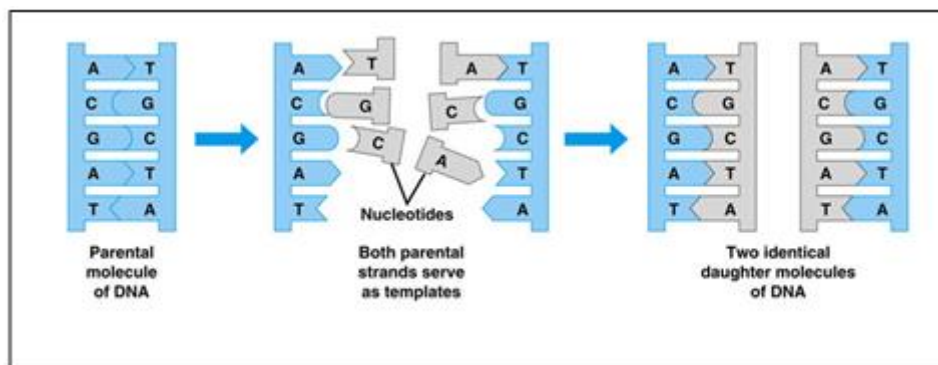 A T A T A T A T A T
C G C G C G C G C G
G C G C C G C G C
A T A A T A T A T
T A T A T A T A
Nucleotides
Parental
molecule
of DNA
Both parental
strands serve
as templates
Two identical
daughter molecules
of DNA